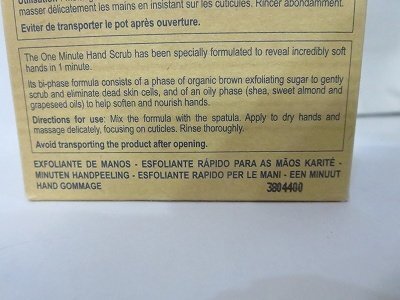 masser délicatement les mains en insistant sur les cuticules. Rincer abondamment.
Eviter de transporter le pot après ouverture.
The One Minute Hand Scrub has been specially formulated to reveal incredibly soft
hands in 1 minute.
Its bi-phase formula consists of a phase of organic brown exfoliating sugar to gently
scrub and eliminate dead skin cells, and of an oily phase (shea, sweet almond and
grapeseed oils) to help soften and nourish hands.
Directions for use: Mix the formula with the spatula. Apply to dry hands and
massage delicately, focusing on cuticles. Rinse thoroughly.
Avoid transporting the product after opening.
EXFOLIANTE DE MANOS - ESFOLIANTE RÁPIDO PARA AS MÃOS KARITÉ -
MINUTEN HANDPEELING - ESFOLIANTE RAPIDO PER LE MANI - EEN MINUUT
HAND GOMMAGE
3804400